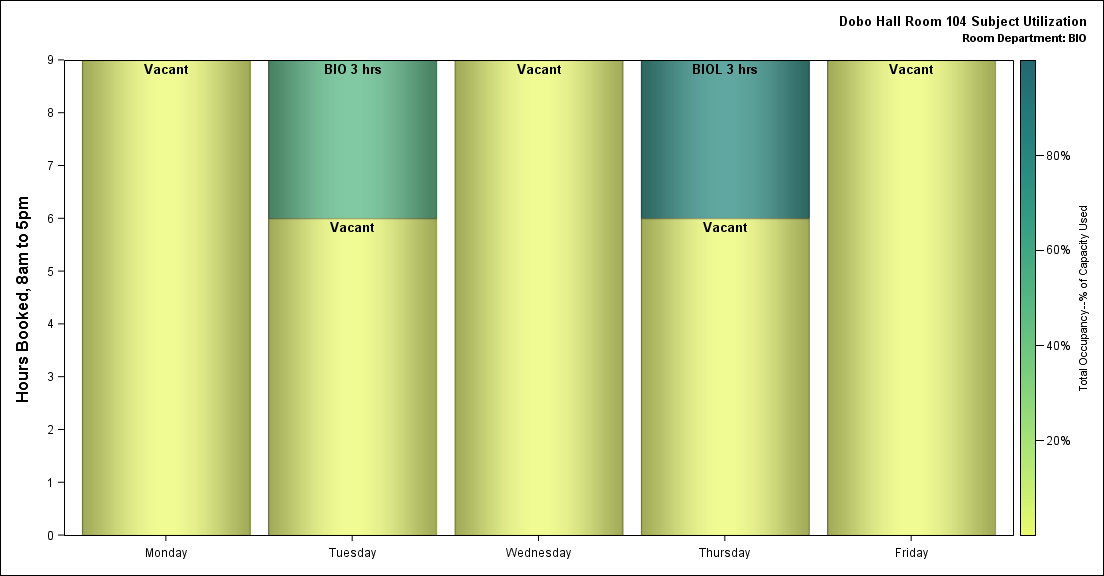 Dobo Hall Room 104 Subject Utilization
Room Department: BIO
Hours Booked, 8am to 5pm
9
8
7
6
5
4
3
2
1
0
Vacant
BIO 3 hrs
Vacant
BIOL 3 hrs
Vacant
Vacant
Vacant
Monday
Tuesday
Wednesday
Thursday
Friday
80%
60%
40%
20%
Total Occupancy--% of Capacity Used